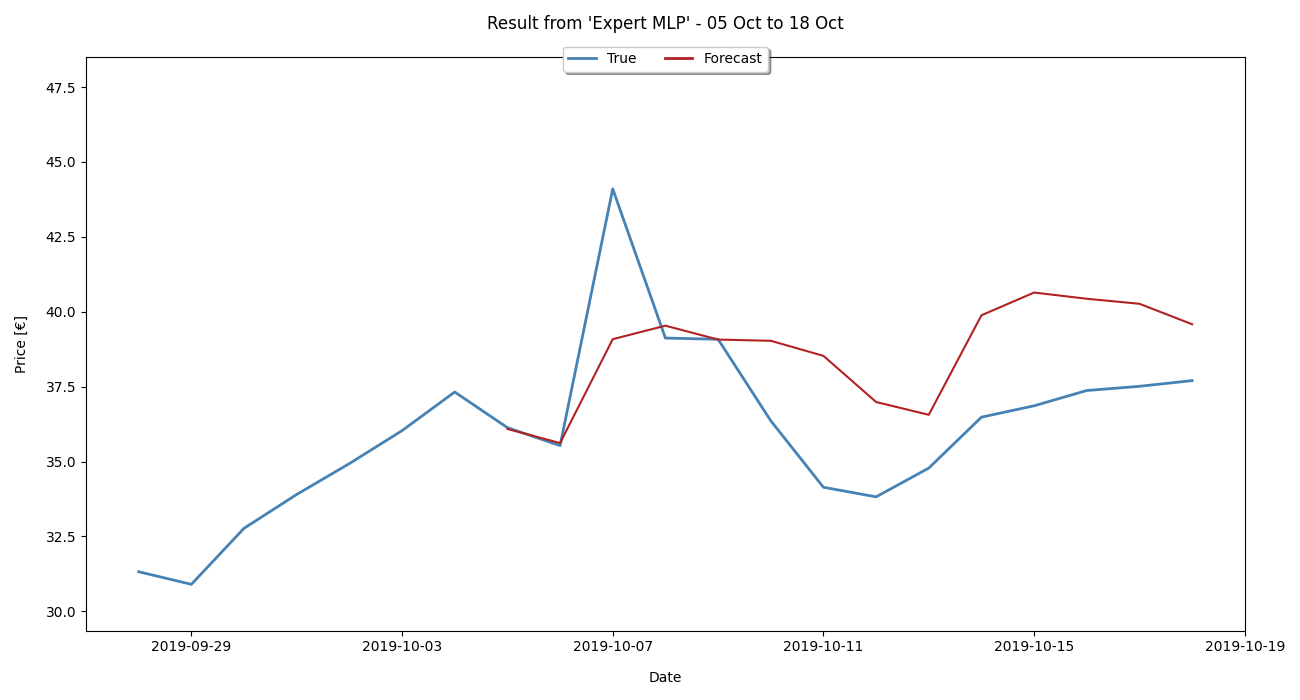 Result from 'Expert MLP' - 05 Oct to 18 Oct
True Forecast
47.5
45.0
42.5
40.0
37.5
35.0
32.5
30.0
Price [€]
2019-09-29 2019-10-03 2019-10-07 2019-10-11 2019-10-15 2019-10-19
Date